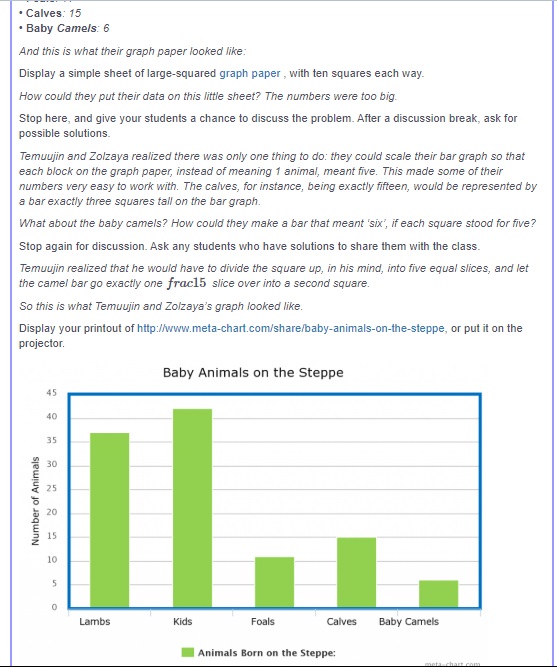 • Calves: 15
• Baby Camels: 6
And this is what their graph paper looked like:
Display a simple sheet of large-squared graph paper , with ten squares each way.
How could they put their data on this little sheet? The numbers were too big.
Stop here, and give your students a chance to discuss the problem. After a discussion break, ask for
possible solutions.
Temuujin and Zolzaya realized there was only one thing to do: they could scale their bar graph so that
each block on the graph paper, instead of meaning 1 animal, meant five. This made some of their
numbers very easy to work with. The calves, for instance, being exactly fifteen, would be represented by
a bar exactly three squares tall on the bar graph.
What about the baby camels? How could they make a bar that meant ‘six’, if each square stood for five?
Stop again for discussion. Ask any students who have solutions to share them with the class.
Temuujin realized that he would have to divide the square up, in his mind, into five equal slices, and let
the camel bar go exactly one frac15 slice over into a second square.
So this is what Temuujin and Zolzaya's graph looked like.
Display your printout of http://www.meta-chart.com/share/baby-animals-on-the-steppe, or put it on the
projector.
Baby Animals on the Steppe
Number of Animals
45
40
35
30
25
20
15
10
5
0
Lambs Kids Foals Calves Baby Camels
Animals Born on the Steppe:
meta-chart.com